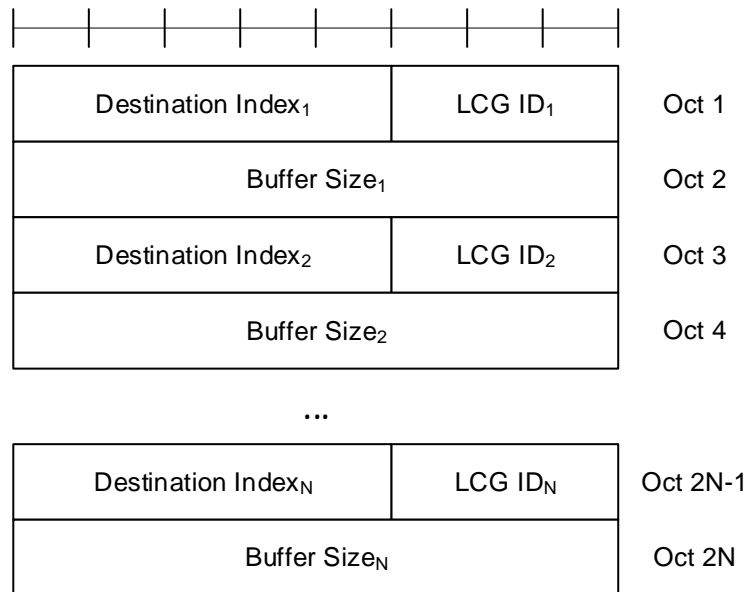 Destination Index₁ LCG ID₁ Oct 1
Buffer Size₁ Oct 2
Destination Index₂ LCG ID₂ Oct 3
Buffer Size₂ Oct 4
...
Destination Indexₙ LCG IDₙ Oct 2N-1
Buffer Sizeₙ Oct 2N